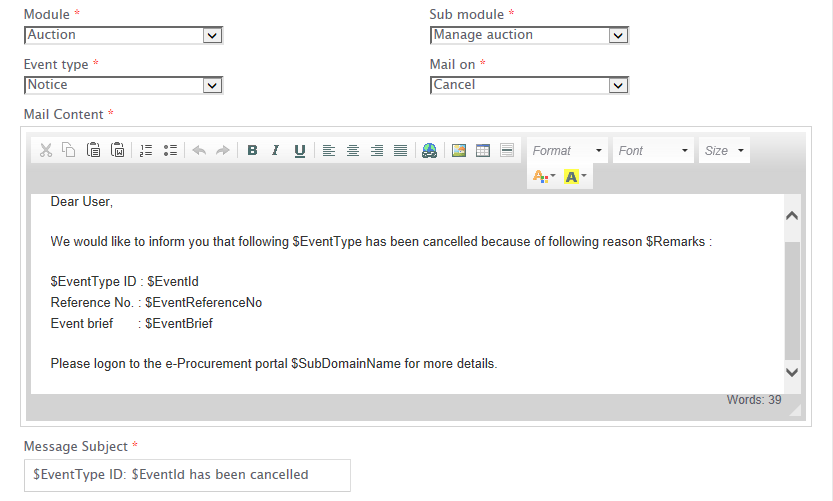 Module * Sub module *
Auction Manage auction
Event type * Mail on *
Notice Cancel
Mail Content *
B I U Format Font Size
A A
Dear User,
We would like to inform you that following $EventType has been cancelled because of following reason $Remarks :
$EventType ID : $EventId
Reference No. : $EventReferenceNo
Event brief : $EventBrief
Please logon to the e-Procurement portal $SubDomainName for more details.
Words: 39
Message Subject *
$EventType ID: $EventId has been cancelled